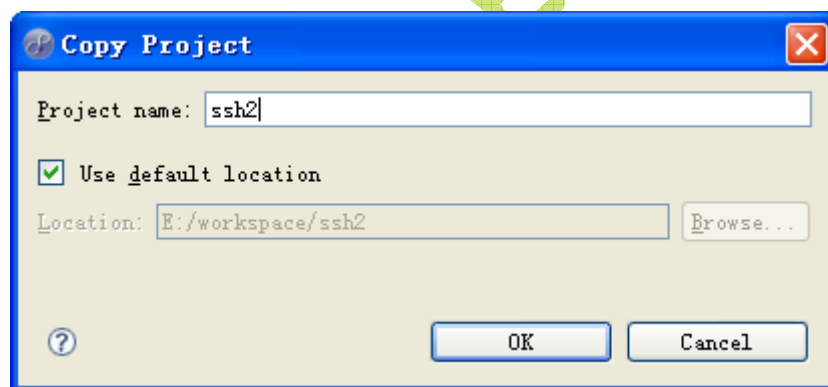 Copy Project
Project name: ssh2
Use default location
Location: E:/workspace/ssh2 Browse...
OK Cancel